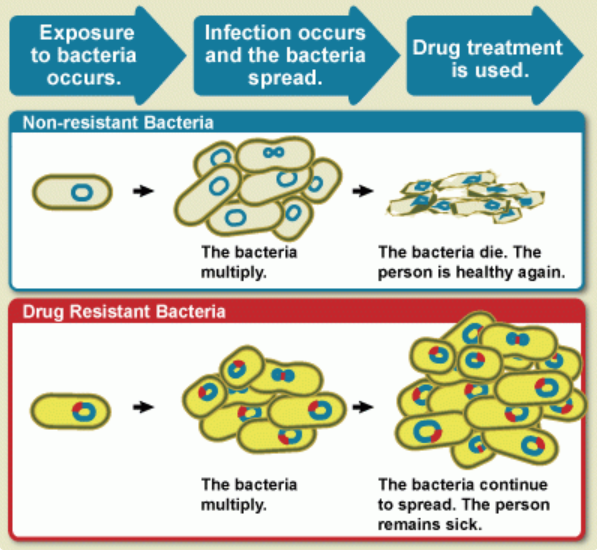 Exposure
to bacteria
occurs.
Infection occurs
and the bacteria
spread.
Drug treatment
is used.
Non-resistant Bacteria
The bacteria
multiply.
The bacteria die. The
person is healthy again.
Drug Resistant Bacteria
The bacteria
multiply.
The bacteria continue
to spread. The person
remains sick.